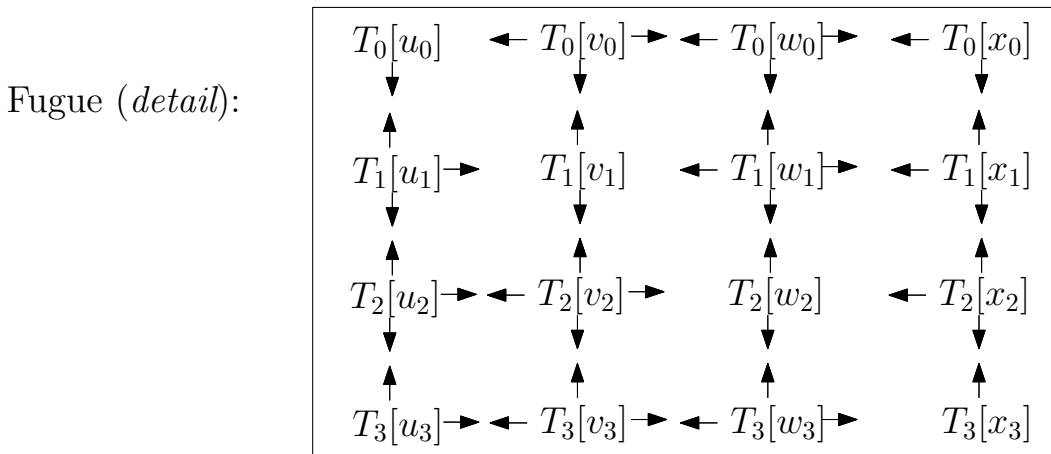 T₀[u₀] T₀[v₀] T₀[w₀] T₀[x₀]
Fugue (detail):
T₁[u₁] T₁[v₁] T₁[w₁] T₁[x₁]
T₂[u₂] T₂[v₂] T₂[w₂] T₂[x₂]
T₃[u₃] T₃[v₃] T₃[w₃] T₃[x₃]